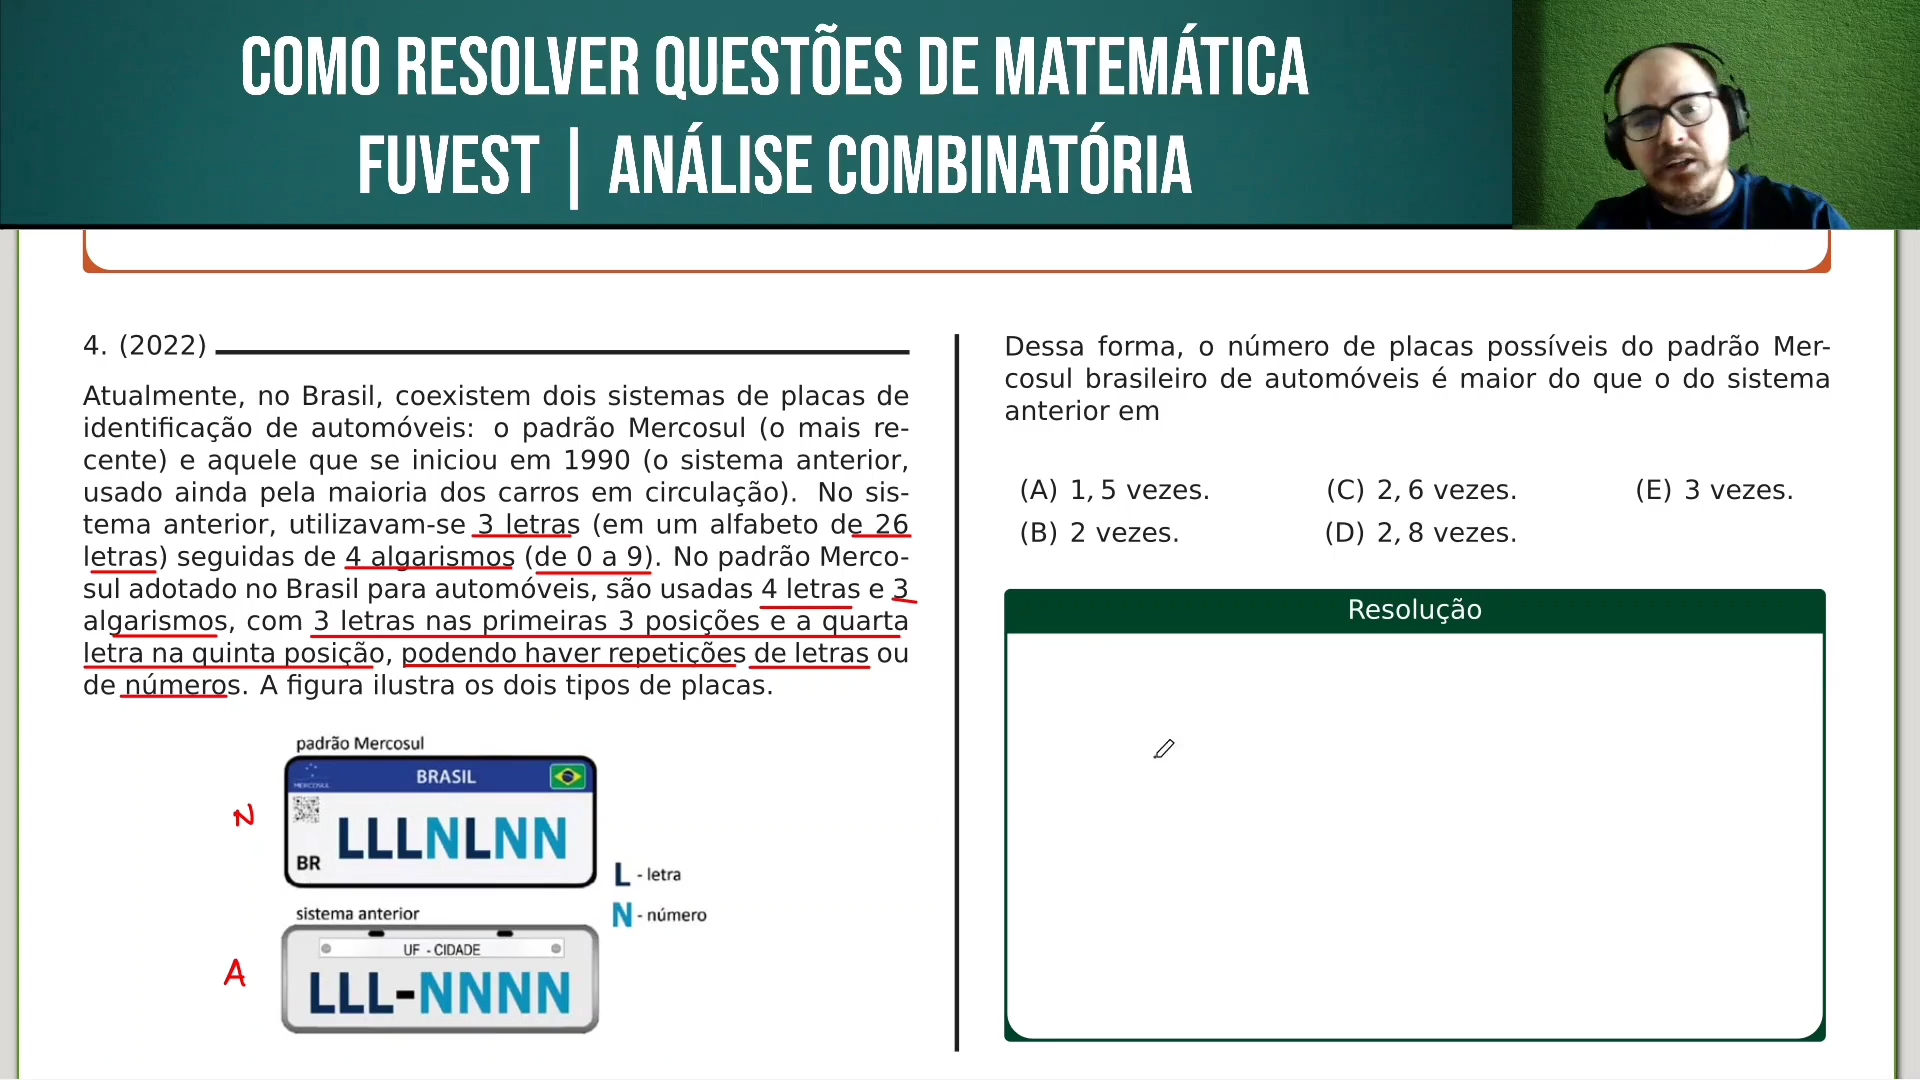 COMO RESOLVER QUESTÕES DE MATEMÁTICA
FUVEST | ANÁLISE COMBINATÓRIA
4. (2022)
Atualmente, no Brasil, coexistem dois sistemas de placas de
identificação de automóveis: o padrão Mercosul (o mais re-
cente) e aquele que se iniciou em 1990 (o sistema anterior,
usado ainda pela maioria dos carros em circulação). No sis-
tema anterior, utilizavam-se 3 letras (em um alfabeto de 26
letras) seguidas de 4 algarismos (de 0 a 9). No padrão Merco-
sul adotado no Brasil para automóveis, são usadas 4 letras e 3
algarismos, com 3 letras nas primeiras 3 posições e a quarta
letra na quinta posição, podendo haver repetições de letras ou
de números. A figura ilustra os dois tipos de placas.
padrão Mercosul
MERCOSUL
BRASIL
N
LLLNLNN
BR
L - letra
N - número
sistema anterior
UF - CIDADE
A
LLL-NNNN
Dessa forma, o número de placas possíveis do padrão Mer-
cosul brasileiro de automóveis é maior do que o do sistema
anterior em
(A) 1, 5 vezes.
(C) 2, 6 vezes.
(E) 3 vezes.
(B) 2 vezes.
(D) 2, 8 vezes.
Resolução